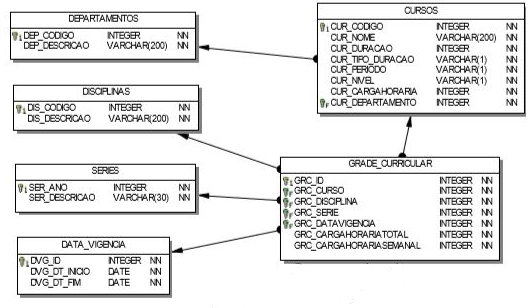 DEPARTAMENTOS
DEP_CODIGO INTEGER NN
DEP_DESCRICAO VARCHAR(200) NN
CURSOS
CUR_CODIGO INTEGER NN
CUR_NOME VARCHAR(200) NN
CUR_DURACAO INTEGER NN
CUR_TIPO_DURACAO VARCHAR(1) NN
CUR_PERIODO VARCHAR(1) NN
CUR_NIVEL VARCHAR(1) NN
CUR_CARGAHORARIA INTEGER NN
CUR_DEPARTAMENTO INTEGER NN
DISCIPLINAS
DIS_CODIGO INTEGER NN
DIS_DESCRICAO VARCHAR(200) NN
SERIES
SER_ANO INTEGER NN
SER_DESCRICAO VARCHAR(30) NN
GRADE_CURRICULAR
GRC_ID INTEGER NN
GRC_CURSO INTEGER NN
GRC_DISCIPLINA INTEGER NN
GRC_SERIE INTEGER NN
GRC_DATAVIGENCIA INTEGER NN
GRC_CARGAHORARIATOTAL INTEGER NN
GRC_CARGAHORARIASEMANAL INTEGER NN
DATA_VIGENCIA
DVG_ID INTEGER NN
DVG_DT_INICIO DATE NN
DVG_DT_FIM DATE NN